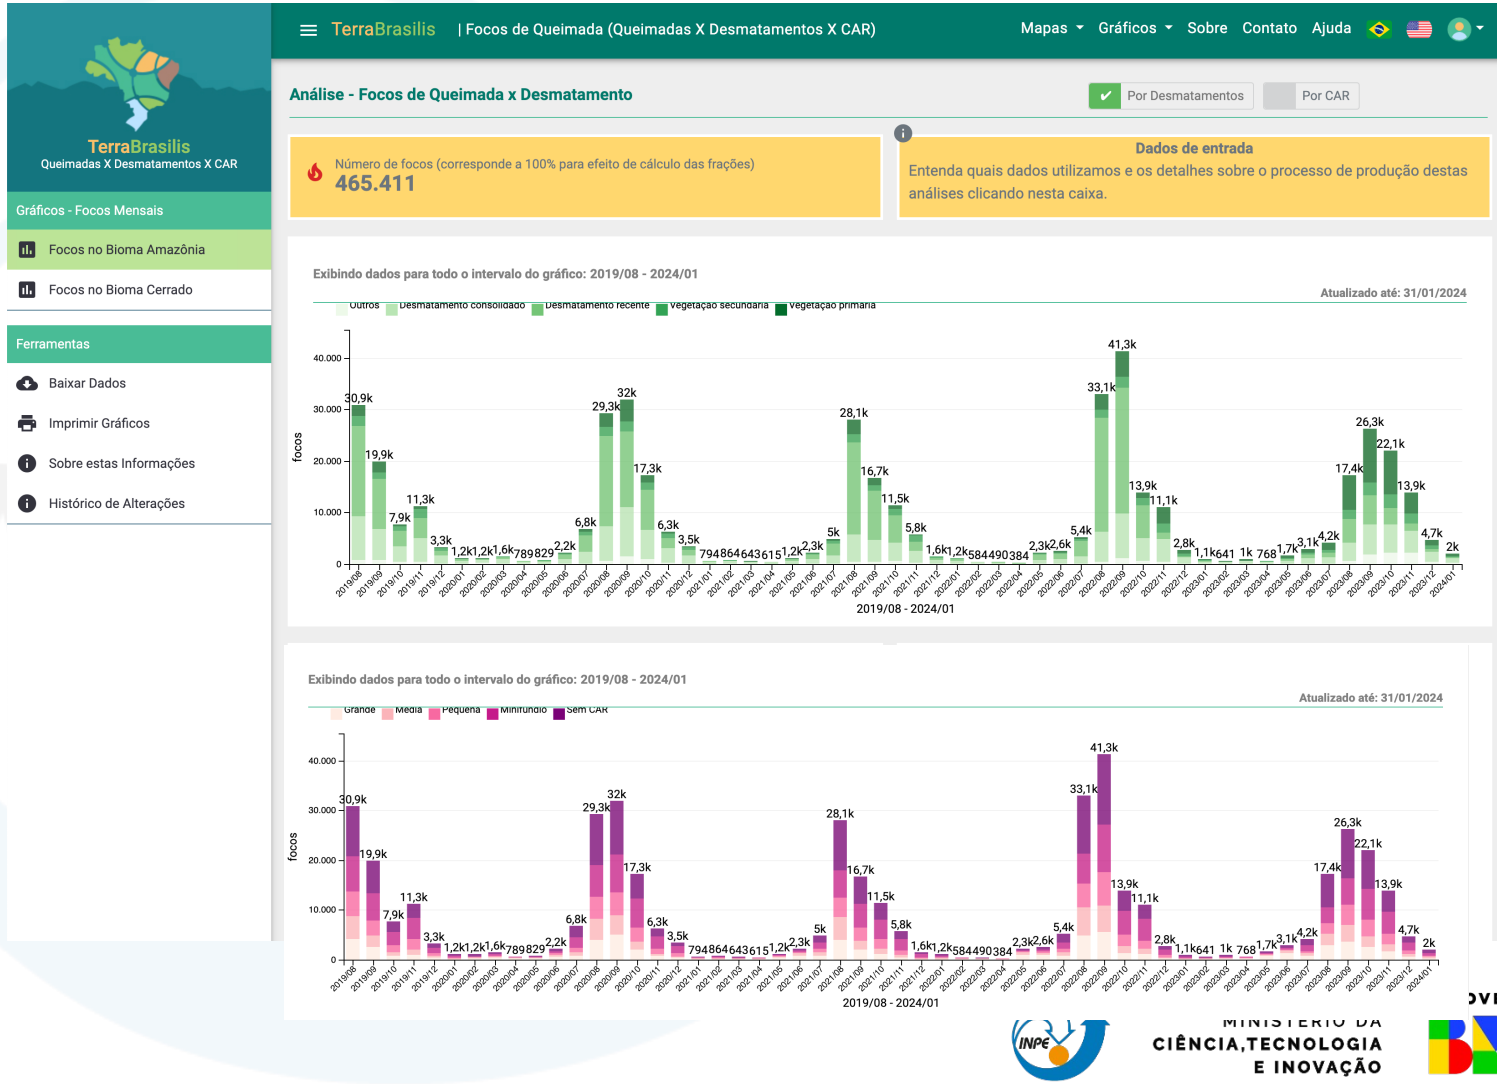 TerraBrasilis | Focos de Queimada (Queimadas X Desmatamentos X CAR)
Mapas Gráficos Sobre Contato Ajuda
TerraBrasilis
Queimadas X Desmatamentos X CAR
Gráficos - Focos Mensais
Focos no Bioma Amazônia
Focos no Bioma Cerrado
Ferramentas
Baixar Dados
Imprimir Gráficos
Sobre estas Informações
Histórico de Alterações
Análise - Focos de Queimada x Desmatamento
Por Desmatamentos
Por CAR
Número de focos (corresponde a 100% para efeito de cálculo das frações)
465.411
Dados de entrada
Entenda quais dados utilizamos e os detalhes sobre o processo de produção destas
análises clicando nesta caixa.
Exibindo dados para todo o intervalo do gráfico: 2019/08 - 2024/01
Atualizado até: 31/01/2024
Outros Desmatamento consolidado Desmatamento recente Vegetação secundária Vegetação primária
focos
40.000
30.000
20.000
10.000
0
30,9k 19,9k 7,9k 11,3k 3,3k 1,2k 1,2k 1,6k 789 829 2,2k 6,8k 29,3k 32k 17,3k 6,3k 3,5k 794 864 643 615 1,2k 2,3k 5k 28,1k 16,7k 11,5k 5,8k 1,6k 1,2k 584 490 384 2,3k 2,6k 5,4k 33,1k 41,3k 13,9k 11,1k 2,8k 1,1k 641 1k 768 1,7k 3,1k 4,2k 17,4k 26,3k 22,1k 13,9k 4,7k 2k
2019/08 2019/09 2019/10 2019/11 2019/12 2020/01 2020/02 2020/03 2020/04 2020/05 2020/06 2020/07 2020/08 2020/09 2020/10 2020/11 2020/12 2021/01 2021/02 2021/03 2021/04 2021/05 2021/06 2021/07 2021/08 2021/09 2021/10 2021/11 2021/12 2022/01 2022/02 2022/03 2022/04 2022/05 2022/06 2022/07 2022/08 2022/09 2022/10 2022/11 2022/12 2023/01 2023/02 2023/03 2023/04 2023/05 2023/06 2023/07 2023/08 2023/09 2023/10 2023/11 2023/12 2024/01
2019/08 - 2024/01
Exibindo dados para todo o intervalo do gráfico: 2019/08 - 2024/01
Atualizado até: 31/01/2024
Grande Média Pequena Minifúndio Sem CAR
focos
40.000
30.000
20.000
10.000
0
30,9k 19,9k 7,9k 11,3k 3,3k 1,2k 1,2k 1,6k 789 829 2,2k 6,8k 29,3k 32k 17,3k 6,3k 3,5k 794 864 643 615 1,2k 2,3k 5k 28,1k 16,7k 11,5k 5,8k 1,6k 1,2k 584 490 384 2,3k 2,6k 5,4k 33,1k 41,3k 13,9k 11,1k 2,8k 1,1k 641 1k 768 1,7k 3,1k 4,2k 17,4k 26,3k 22,1k 13,9k 4,7k 2k
2019/08 2019/09 2019/10 2019/11 2019/12 2020/01 2020/02 2020/03 2020/04 2020/05 2020/06 2020/07 2020/08 2020/09 2020/10 2020/11 2020/12 2021/01 2021/02 2021/03 2021/04 2021/05 2021/06 2021/07 2021/08 2021/09 2021/10 2021/11 2021/12 2022/01 2022/02 2022/03 2022/04 2022/05 2022/06 2022/07 2022/08 2022/09 2022/10 2022/11 2022/12 2023/01 2023/02 2023/03 2023/04 2023/05 2023/06 2023/07 2023/08 2023/09 2023/10 2023/11 2023/12 2024/01
2019/08 - 2024/01
INPE
MINISTÉRIO DA
CIÊNCIA,TECNOLOGIA
E INOVAÇÃO